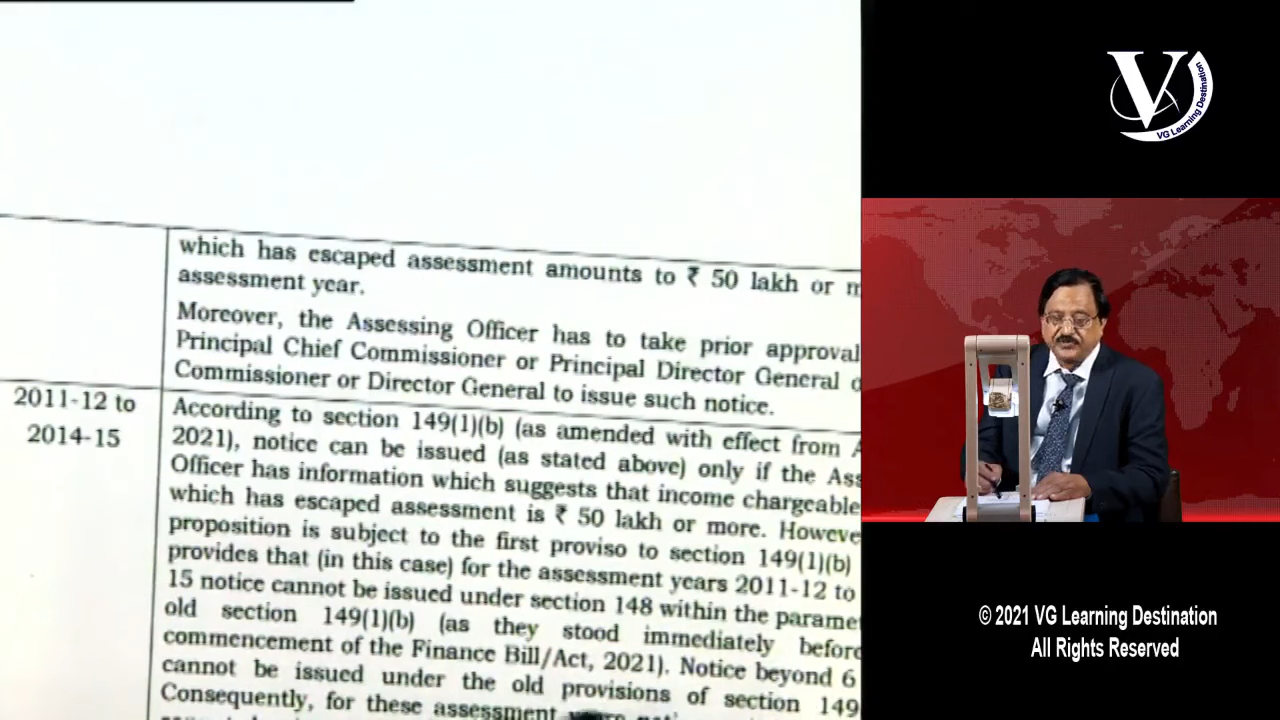 which has escaped assessment amounts to ₹ 50 lakh or
assessment year.
Moreover, the Assessing Officer has to take prior approval
Principal Chief Commissioner or Principal Director General
Commissioner or Director General to issue such notice.
2011-12 to
2014-15
According to section 149(1)(b) (as amended with effect from
2021), notice can be issued (as stated above) only if the
Officer has information which suggests that income chargeable
which has escaped assessment is ₹ 50 lakh or more.
proposition is subject to the first proviso to section 149(1)(b)
provides that (in this case) for the assessment years 2011-12 to
15 notice cannot be issued under section 148 within the
old section 149(1)(b) (as they stood immediately
commencement of the Finance Bill/Act, 2021). Notice beyond 6
cannot be issued under the old provisions of section 149
Consequently, for these assessment
V
VG Learning Destination
© 2021 VG Learning Destination
All Rights Reserved